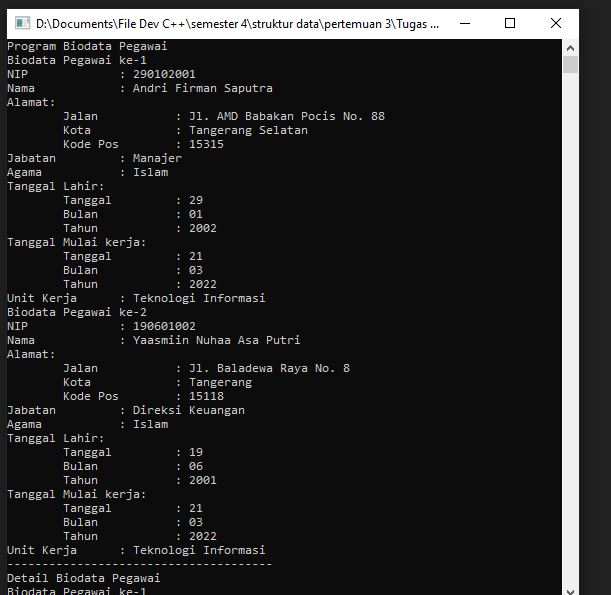 D:\Documents\File Dev C++\semester 4\struktur data\pertemuan 3\Tugas ...
Program Biodata Pegawai
Biodata Pegawai ke-1
NIP : 290102001
Nama : Andri Firman Saputra
Alamat:
Jalan : Jl. AMD Babakan Pocis No. 88
Kota : Tangerang Selatan
Kode Pos : 15315
Jabatan : Manajer
Agama : Islam
Tanggal Lahir:
Tanggal : 29
Bulan : 01
Tahun : 2002
Tanggal Mulai kerja:
Tanggal : 21
Bulan : 03
Tahun : 2022
Unit Kerja : Teknologi Informasi
Biodata Pegawai ke-2
NIP : 190601002
Nama : Yaasmiin Nuhaa Asa Putri
Alamat:
Jalan : Jl. Baladewa Raya No. 8
Kota : Tangerang
Kode Pos : 15118
Jabatan : Direksi Keuangan
Agama : Islam
Tanggal Lahir:
Tanggal : 19
Bulan : 06
Tahun : 2001
Tanggal Mulai kerja:
Tanggal : 21
Bulan : 03
Tahun : 2022
Unit Kerja : Teknologi Informasi
--------------------------------------
Detail Biodata Pegawai
Biodata Pegawai ke-1